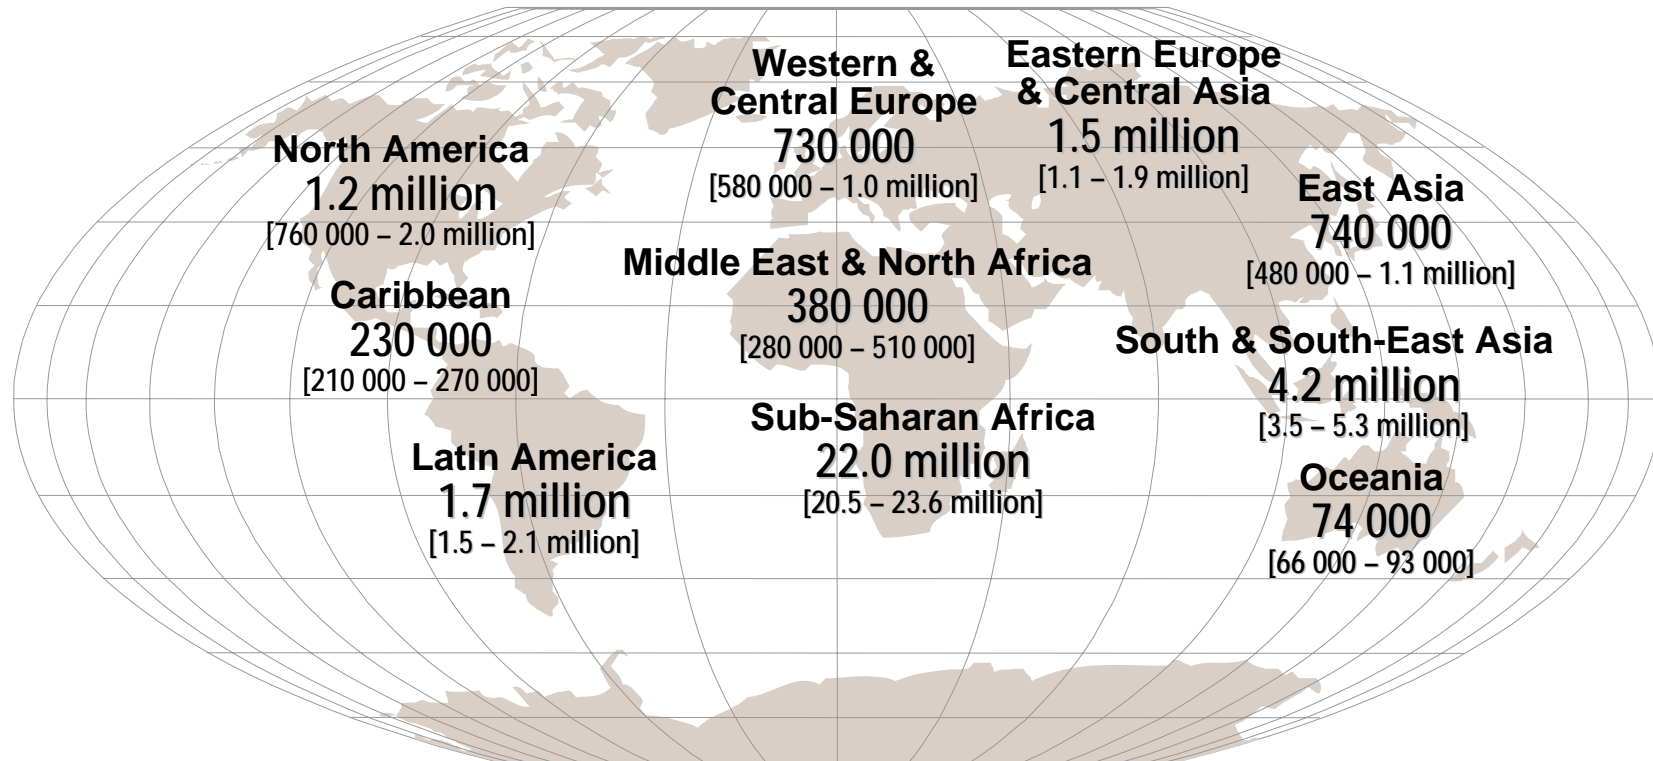 Western &
Central Europe
730 000
[580 000 – 1.0 million]
Eastern Europe
& Central Asia
1.5 million
[1.1 – 1.9 million]
North America
1.2 million
[760 000 – 2.0 million]
East Asia
740 000
[480 000 – 1.1 million]
Middle East & North Africa
380 000
[280 000 – 510 000]
Caribbean
230 000
[210 000 – 270 000]
South & South-East Asia
4.2 million
[3.5 – 5.3 million]
Sub-Saharan Africa
22.0 million
[20.5 – 23.6 million]
Latin America
1.7 million
[1.5 – 2.1 million]
Oceania
74 000
[66 000 – 93 000]